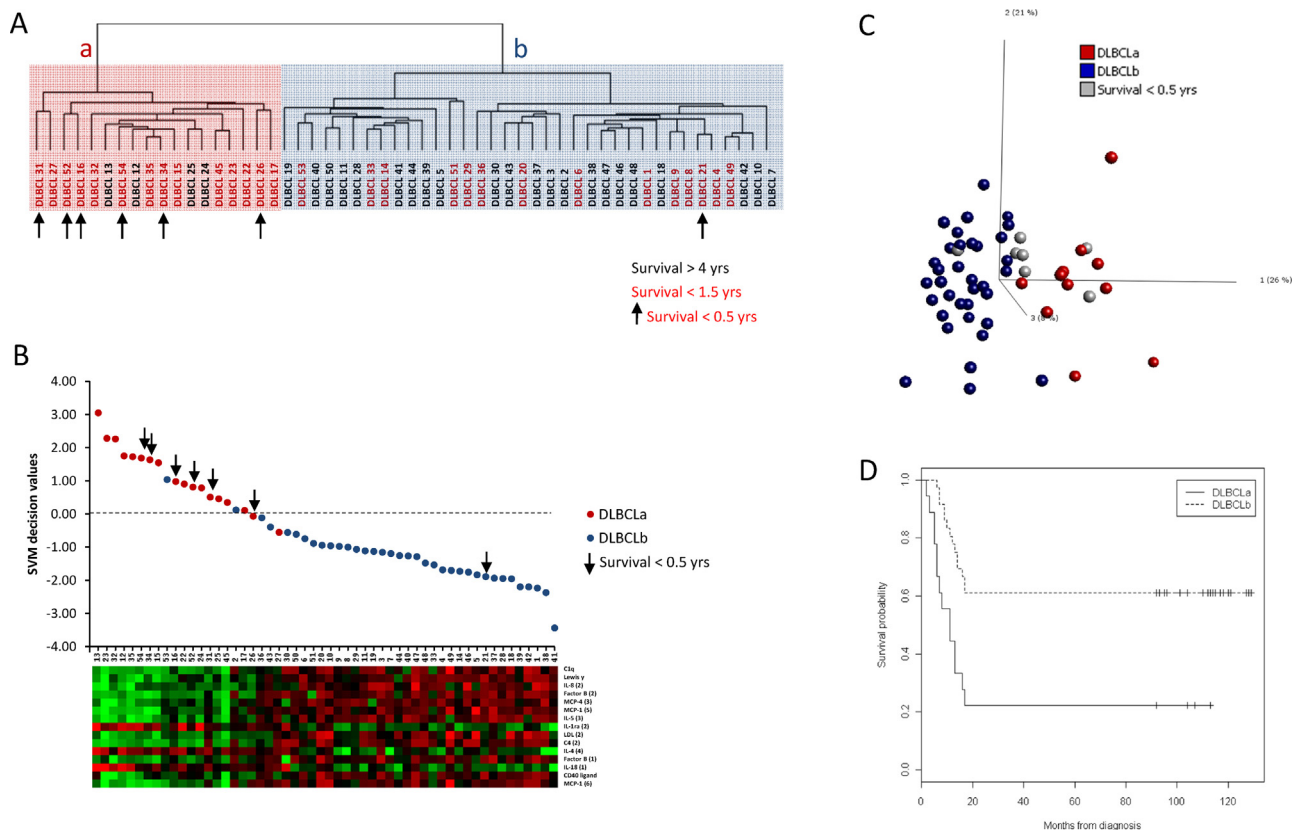 A
a
b
DLBCL 31
DLBCL 27
DLBCL 52
DLBCL 16
DLBCL 32
DLBCL 13
DLBCL 54
DLBCL 12
DLBCL 35
DLBCL 34
DLBCL 15
DLBCL 25
DLBCL 24
DLBCL 45
DLBCL 23
DLBCL 22
DLBCL 26
DLBCL 17
DLBCL 19
DLBCL 53
DLBCL 40
DLBCL 50
DLBCL 11
DLBCL 28
DLBCL 33
DLBCL 14
DLBCL 41
DLBCL 44
DLBCL 39
DLBCL 5
DLBCL 51
DLBCL 29
DLBCL 36
DLBCL 30
DLBCL 43
DLBCL 20
DLBCL 37
DLBCL 3
DLBCL 2
DLBCL 6
DLBCL 38
DLBCL 47
DLBCL 46
DLBCL 48
DLBCL 1
DLBCL 18
DLBCL 9
DLBCL 8
DLBCL 21
DLBCL 4
DLBCL 49
DLBCL 42
DLBCL 10
DLBCL 7
Survival > 4 yrs
Survival < 1.5 yrs
Survival < 0.5 yrs
B
SVM decision values
4.00
3.00
2.00
1.00
0.00
-1.00
-2.00
-3.00
-4.00
DLBCLa
DLBCLb
Survival < 0.5 yrs
C1q
Lewis y
IL-8 (2)
Factor B (2)
MCP-4 (3)
MCP-1 (5)
IL-5 (3)
IL-1ra (2)
LDL (2)
C4 (2)
IL-4 (4)
Factor B (1)
IL-18 (1)
CD40 ligand
MCP-1 (6)
C
2 (21 %)
DLBCLa
DLBCLb
Survival < 0.5 yrs
1 (26 %)
3 (8 %)
D
Survival probability
1.0
0.8
0.6
0.4
0.2
0.0
DLBCLa
DLBCLb
0 20 40 60 80 100 120
Months from diagnosis